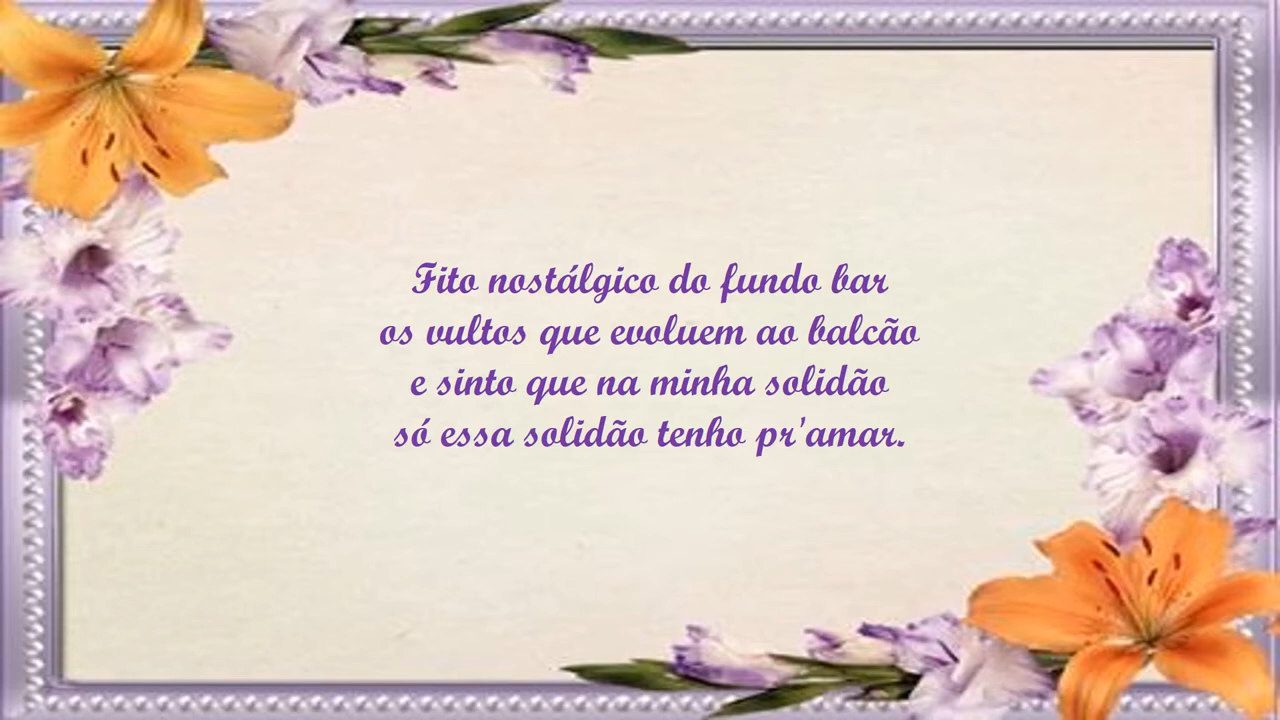 Fito nostálgico do fundo bar
os vultos que evoluem ao balcão
e sinto que na minha solidão
só essa solidão tenho pr'amar.